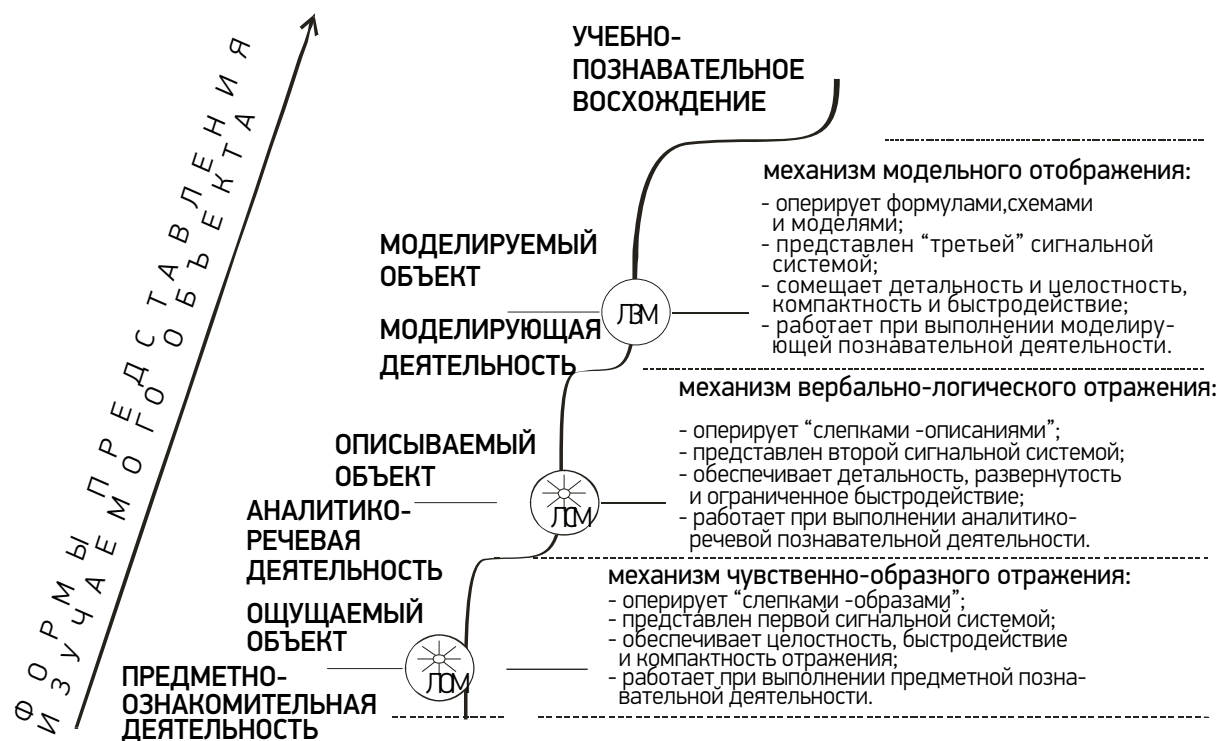 ФОРМЫ ПРЕДСТАВЛЕНИЯ
ИЗУЧАЕМОГО ОБЪЕКТА
УЧЕБНО-
ПОЗНАВАТЕЛЬНОЕ
ВОСХОЖДЕНИЕ
механизм модельного отображения:
- оперирует формулами,схемами
и моделями;
- представлен “третьей” сигнальной
системой;
- сомещает детальность и целостность,
компактность и быстродействие;
- работает при выполнении моделиру-
ющей познавательной деятельности.
МОДЕЛИРУЕМЫЙ
ОБЪЕКТ
ЛЗМ
МОДЕЛИРУЮЩАЯ
ДЕЯТЕЛЬНОСТЬ
механизм вербально-логического отражения:
- оперирует “слепками -описаниями”;
- представлен второй сигнальной системой;
- обеспечивает детальность, развернутость
и ограниченное быстродействие;
- работает при выполнении аналитико-
речевой познавательной деятельности.
ОПИСЫВАЕМЫЙ
ОБЪЕКТ
АНАЛИТИКО-
РЕЧЕВАЯ
ДЕЯТЕЛЬНОСТЬ
механизм чувственно-образного отражения:
- оперирует “слепками -образами”;
- представлен первой сигнальной системой;
- обеспечивает целостность, быстродействие
и компактность отражения;
- работает при выполнении предметной позна-
вательной деятельности.
ОЩУЩАЕМЫЙ
ОБЪЕКТ
ЛОМ
ПРЕДМЕТНО-
ОЗНАКОМИТЕЛЬНАЯ
ДЕЯТЕЛЬНОСТЬ